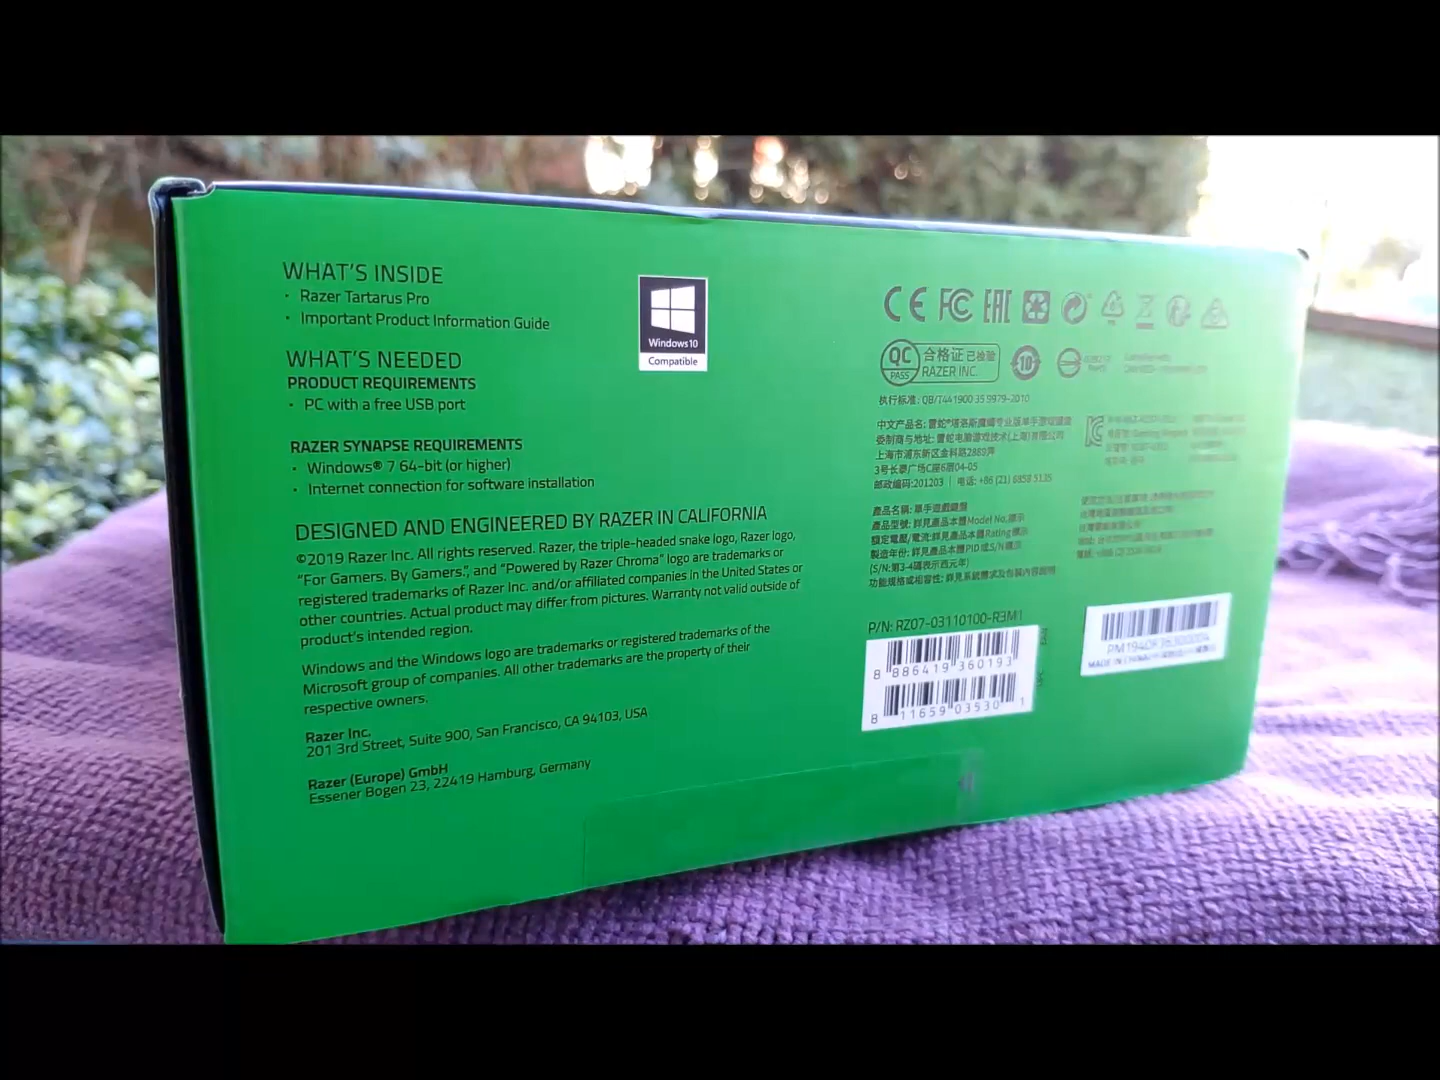 WHAT'S INSIDE
· Razer Tartarus Pro
· Important Product Information Guide
WHAT'S NEEDED
PRODUCT REQUIREMENTS
· PC with a free USB port
RAZER SYNAPSE REQUIREMENTS
· Windows® 7 64-bit (or higher)
· Internet connection for software installation
DESIGNED AND ENGINEERED BY RAZER IN CALIFORNIA
©2019 Razer Inc. All rights reserved. Razer, the triple-headed snake logo, Razer logo,
"For Gamers. By Gamers.", and "Powered by Razer Chroma" logo are trademarks or
registered trademarks of Razer Inc. and/or affiliated companies in the United States or
other countries. Actual product may differ from pictures. Warranty not valid outside of
product's intended region.
Windows and the Windows logo are trademarks or registered trademarks of the
Microsoft group of companies. All other trademarks are the property of their
respective owners.
Razer Inc.
201 3rd Street, Suite 900, San Francisco, CA 94103, USA
Razer (Europe) GmbH
Essener Bogen 23, 22419 Hamburg, Germany
Windows 10
Compatible
CE FC EAC
QC PASS
合格证 已检验
RAZER INC.
10
执行标准: QB/T441900 35 9979-2010
中文产品名: 雷蛇®塔洛斯魔蝎专业版单手游戏键盘
委制商与地址: 雷蛇电脑游戏技术(上海)有限公司
上海市浦东新区金科路2889弄
3号长泰广场C座6层04-05
邮政编码:201203 | 电话: +86 (21) 6858 5135
產品名稱: 單手遊戲鍵盤
產品型號: 詳見產品本體Model No.標示
額定電壓/電流:詳見產品本體Rating標示
製造年份: 詳見產品本體PID或S/N標示
(S/N:第3-4碼表示西元年)
功能規格或相容性: 詳見系統需求及包裝內容說明
P/N: RZ07-03110100-R3M1
8 886419 360193
8 11659 03530 1
EAN
UPC
MADE IN CHINA